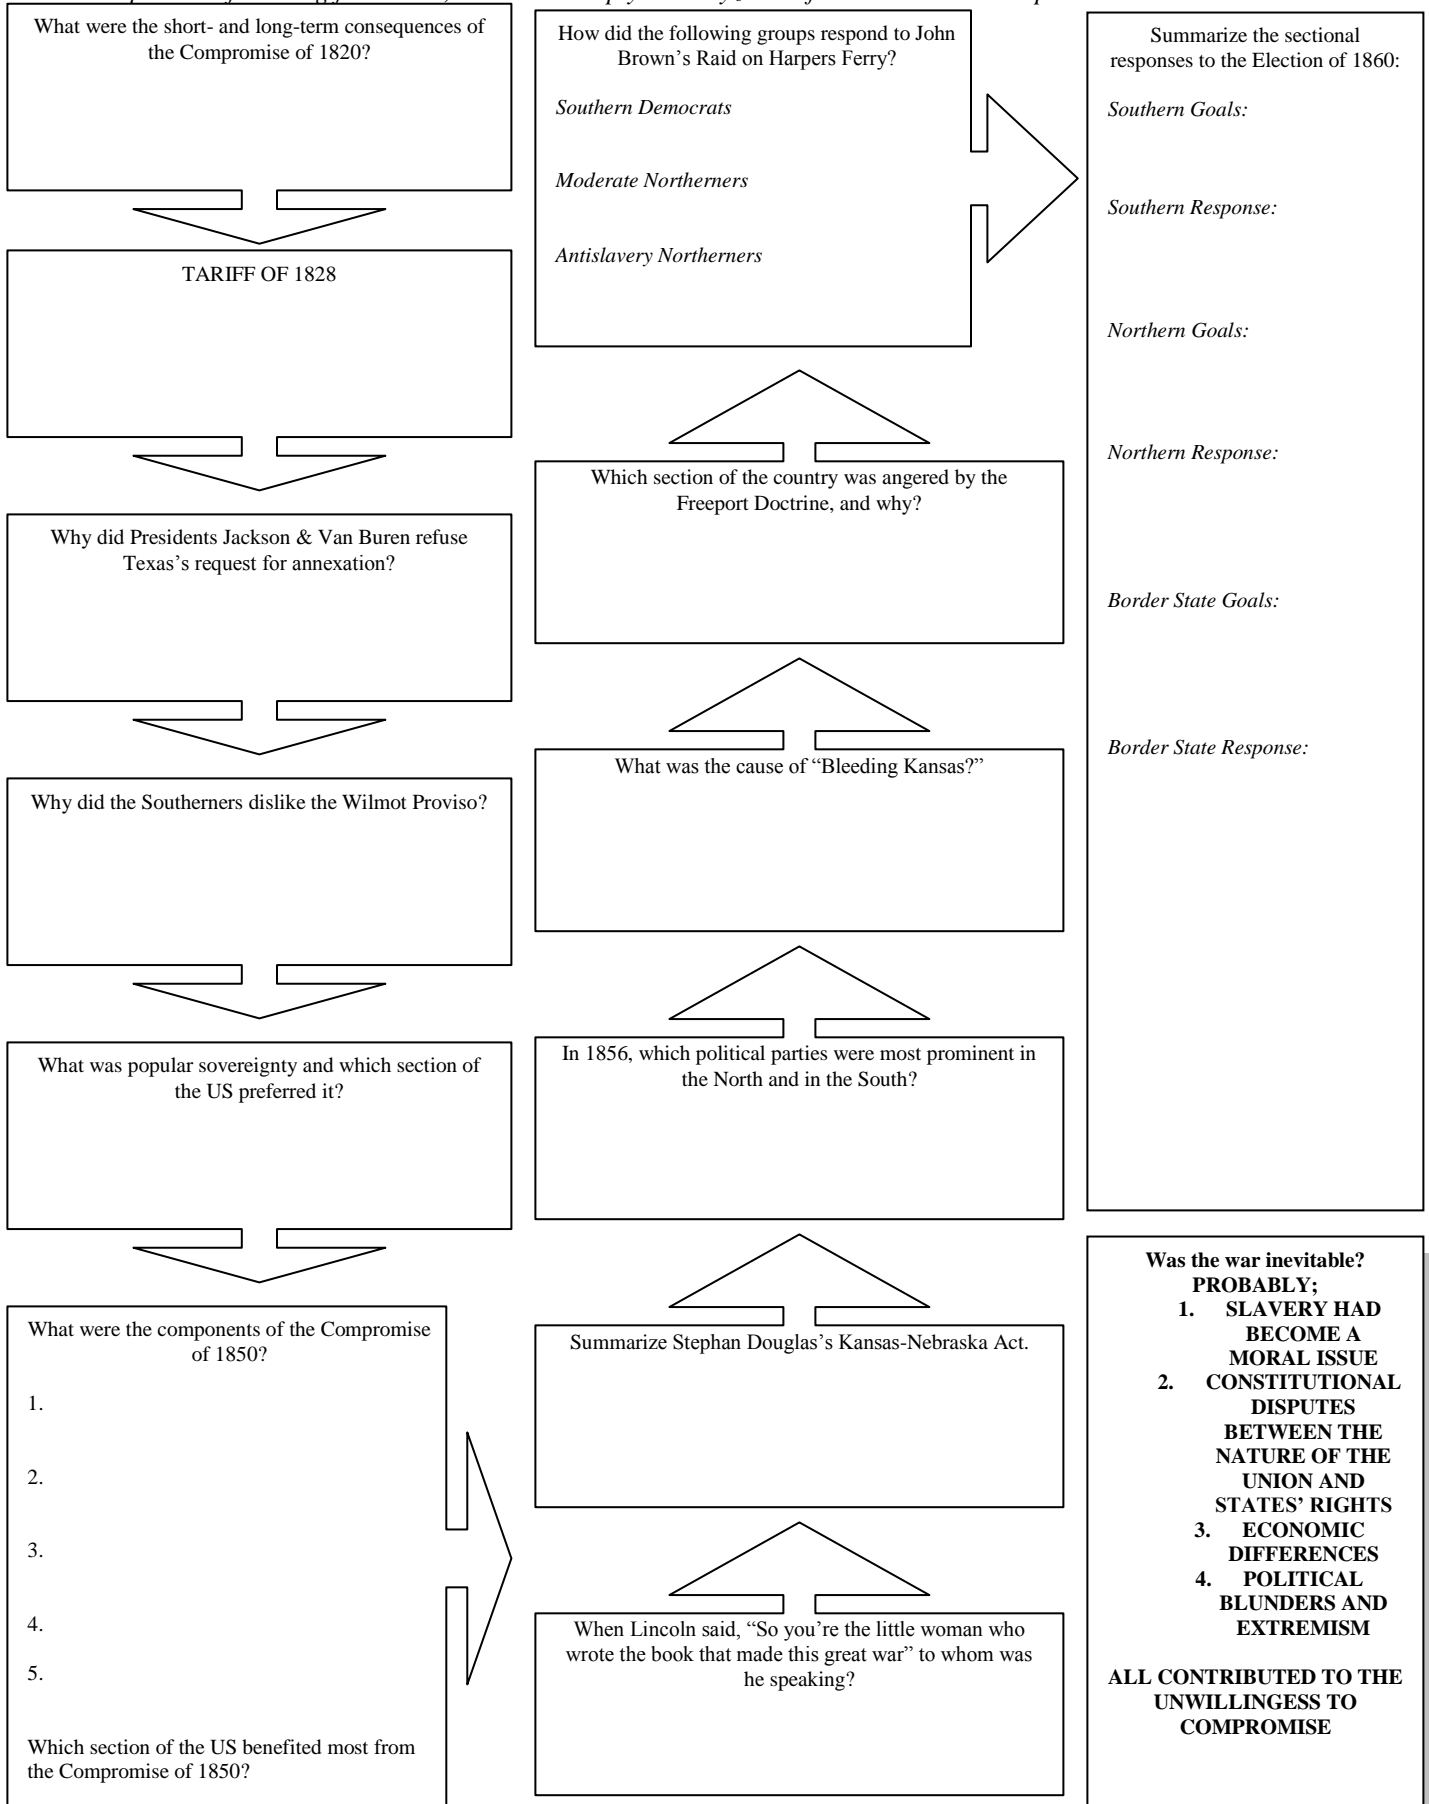 What were the short- and long-term consequences of
the Compromise of 1820?
TARIFF OF 1828
Why did Presidents Jackson & Van Buren refuse
Texas’s request for annexation?
Why did the Southerners dislike the Wilmot Proviso?
What was popular sovereignty and which section of
the US preferred it?
What were the components of the Compromise
of 1850?
1.
2.
3.
4.
5.
Which section of the US benefited most from
the Compromise of 1850?
When Lincoln said, “So you’re the little woman who
wrote the book that made this great war” to whom was
he speaking?
Summarize Stephan Douglas’s Kansas-Nebraska Act.
In 1856, which political parties were most prominent in
the North and in the South?
What was the cause of “Bleeding Kansas?”
Which section of the country was angered by the
Freeport Doctrine, and why?
How did the following groups respond to John
Brown’s Raid on Harpers Ferry?
Southern Democrats
Moderate Northerners
Antislavery Northerners
Summarize the sectional
responses to the Election of 1860:
Southern Goals:
Southern Response:
Northern Goals:
Northern Response:
Border State Goals:
Border State Response:
Was the war inevitable?
PROBABLY;
1. SLAVERY HAD
BECOME A
MORAL ISSUE
2. CONSTITUTIONAL
DISPUTES
BETWEEN THE
NATURE OF THE
UNION AND
STATES’ RIGHTS
3. ECONOMIC
DIFFERENCES
4. POLITICAL
BLUNDERS AND
EXTREMISM
ALL CONTRIBUTED TO THE
UNWILLINGESS TO
COMPROMISE